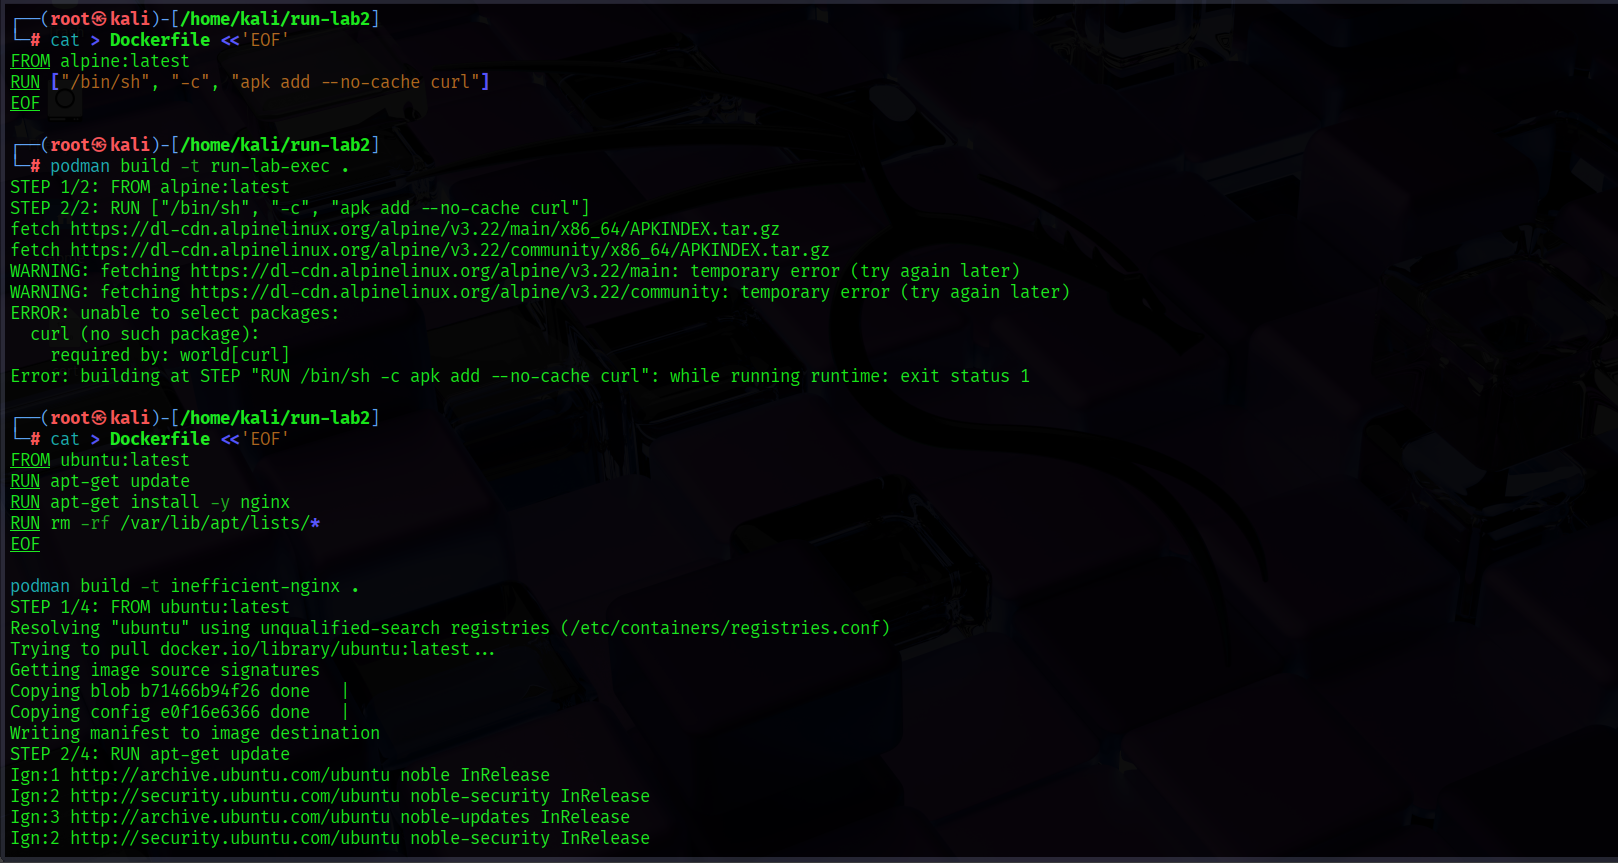 ┌──(root㉿kali)-[/home/kali/run-lab2]
└─# cat > Dockerfile <<'EOF'
FROM alpine:latest
RUN ["/bin/sh", "-c", "apk add --no-cache curl"]
EOF
┌──(root㉿kali)-[/home/kali/run-lab2]
└─# podman build -t run-lab-exec .
STEP 1/2: FROM alpine:latest
STEP 2/2: RUN ["/bin/sh", "-c", "apk add --no-cache curl"]
fetch https://dl-cdn.alpinelinux.org/alpine/v3.22/main/x86_64/APKINDEX.tar.gz
fetch https://dl-cdn.alpinelinux.org/alpine/v3.22/community/x86_64/APKINDEX.tar.gz
WARNING: fetching https://dl-cdn.alpinelinux.org/alpine/v3.22/main: temporary error (try again later)
WARNING: fetching https://dl-cdn.alpinelinux.org/alpine/v3.22/community: temporary error (try again later)
ERROR: unable to select packages:
  curl (no such package):
    required by: world[curl]
Error: building at STEP "RUN /bin/sh -c apk add --no-cache curl": while running runtime: exit status 1
┌──(root㉿kali)-[/home/kali/run-lab2]
└─# cat > Dockerfile <<'EOF'
FROM ubuntu:latest
RUN apt-get update
RUN apt-get install -y nginx
RUN rm -rf /var/lib/apt/lists/*
EOF
podman build -t inefficient-nginx .
STEP 1/4: FROM ubuntu:latest
Resolving "ubuntu" using unqualified-search registries (/etc/containers/registries.conf)
Trying to pull docker.io/library/ubuntu:latest...
Getting image source signatures
Copying blob b71466b94f26 done   |
Copying config e0f16e6366 done   |
Writing manifest to image destination
STEP 2/4: RUN apt-get update
Ign:1 http://archive.ubuntu.com/ubuntu noble InRelease
Ign:2 http://security.ubuntu.com/ubuntu noble-security InRelease
Ign:3 http://archive.ubuntu.com/ubuntu noble-updates InRelease
Ign:2 http://security.ubuntu.com/ubuntu noble-security InRelease